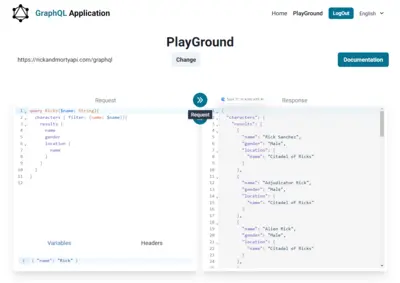 GraphQL Application
Home
PlayGround
LogOut
English
PlayGround
https://rickandmortyapi.com/graphql
Change
Documentation
Request
Response
Request
1 query Ricks($name: String){
2 characters ( filter: {name: $name}){
3 results {
4 name
5 gender
6 location {
7 name
8 }
9 }
10 }
11 }
12
Variables
Headers
1 { "name": "Rick" }
1 {
2 "characters": {
3 "results": [
4 {
5 "name": "Rick Sanchez",
6 "gender": "Male",
7 "location": {
8 "name": "Citadel of Ricks"
9 }
10 },
11 {
12 "name": "Adjudicator Rick",
13 "gender": "Male",
14 "location": {
15 "name": "Citadel of Ricks"
16 }
17 },
18 {
19 "name": "Alien Rick",
20 "gender": "Male",
21 "location": {
22 "name": "Citadel of Ricks"
23 }
24 },
25 {